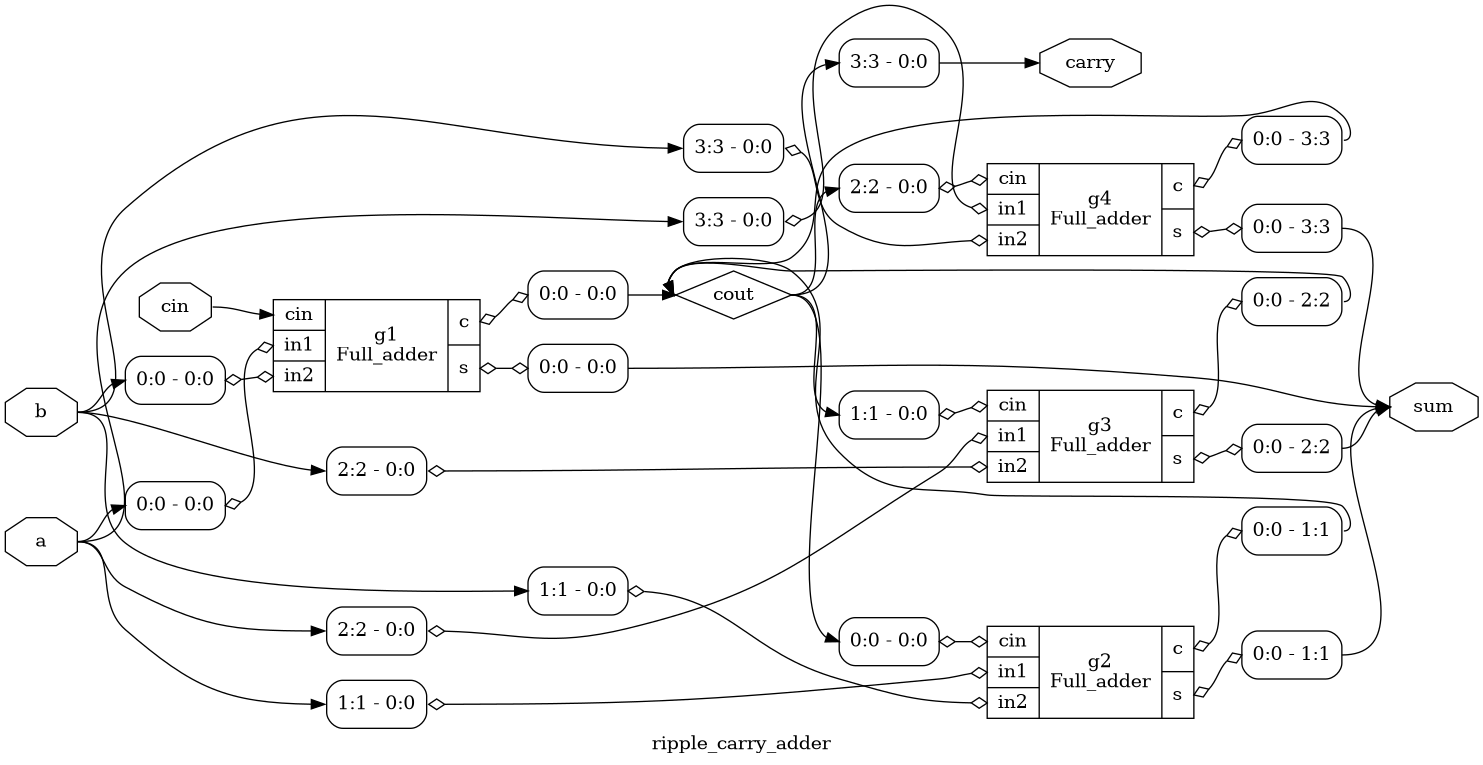 3:3 - 0:0
carry
3:3 - 0:0
0:0 - 3:3
2:2 - 0:0
cin
in1
in2
g4
Full_adder
c
s
3:3 - 0:0
0:0 - 3:3
cin
cin
in1
in2
g1
Full_adder
c
s
0:0 - 0:0
cout
0:0 - 2:2
0:0 - 0:0
0:0 - 0:0
b
1:1 - 0:0
cin
in1
in2
g3
Full_adder
c
s
sum
0:0 - 2:2
2:2 - 0:0
0:0 - 0:0
a
0:0 - 1:1
1:1 - 0:0
2:2 - 0:0
0:0 - 0:0
cin
in1
in2
g2
Full_adder
c
s
0:0 - 1:1
1:1 - 0:0
ripple_carry_adder